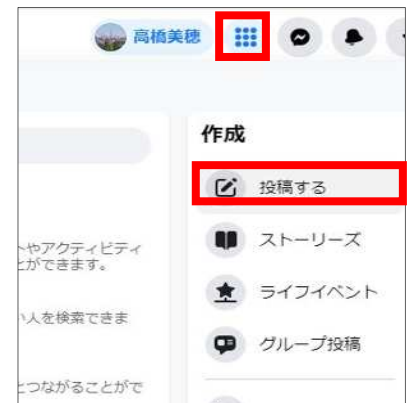 高橋美穂
作成
投稿する
ストーリーズ
ライフイベント
グループ投稿
トやアクティビティ
とができます。
い人を検索できま
とつながることがで